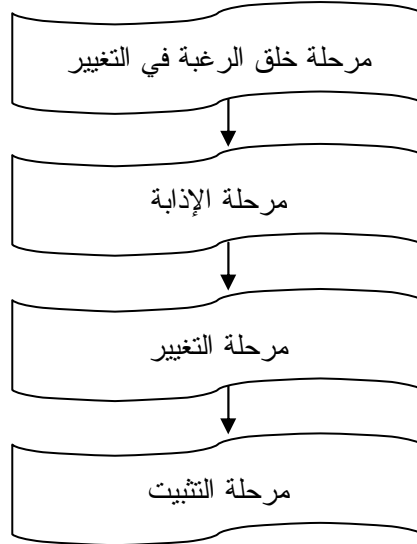 مرحلة خلق الرغبة في التغيير
مرحلة الإذابة
مرحلة التغيير
مرحلة التثبيت